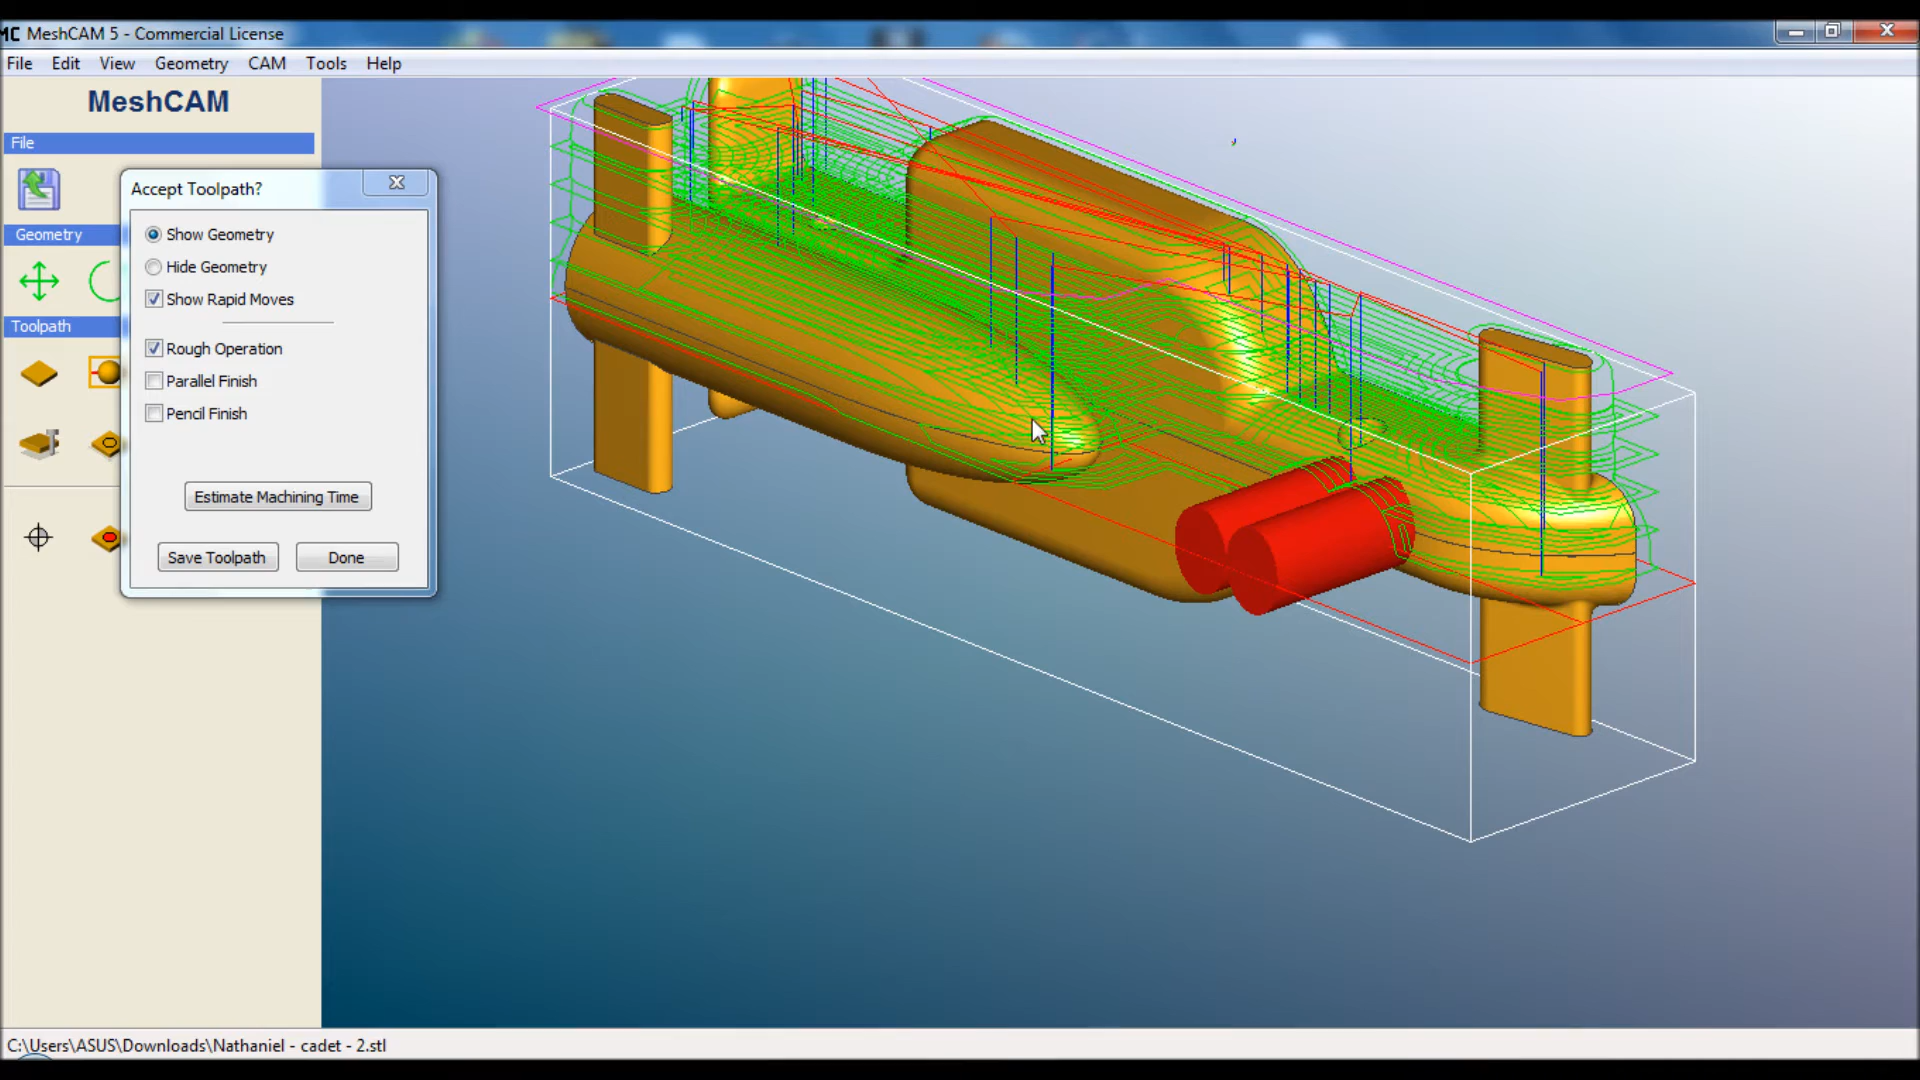 MC MeshCAM 5 - Commercial License
File Edit View Geometry CAM Tools Help
MeshCAM
File
Accept Toolpath?
Show Geometry
Geometry
Hide Geometry
Show Rapid Moves
Toolpath
Rough Operation
Parallel Finish
Pencil Finish
Estimate Machining Time
Save Toolpath Done
C:\Users\ASUS\Downloads\Nathaniel - cadet - 2.stl